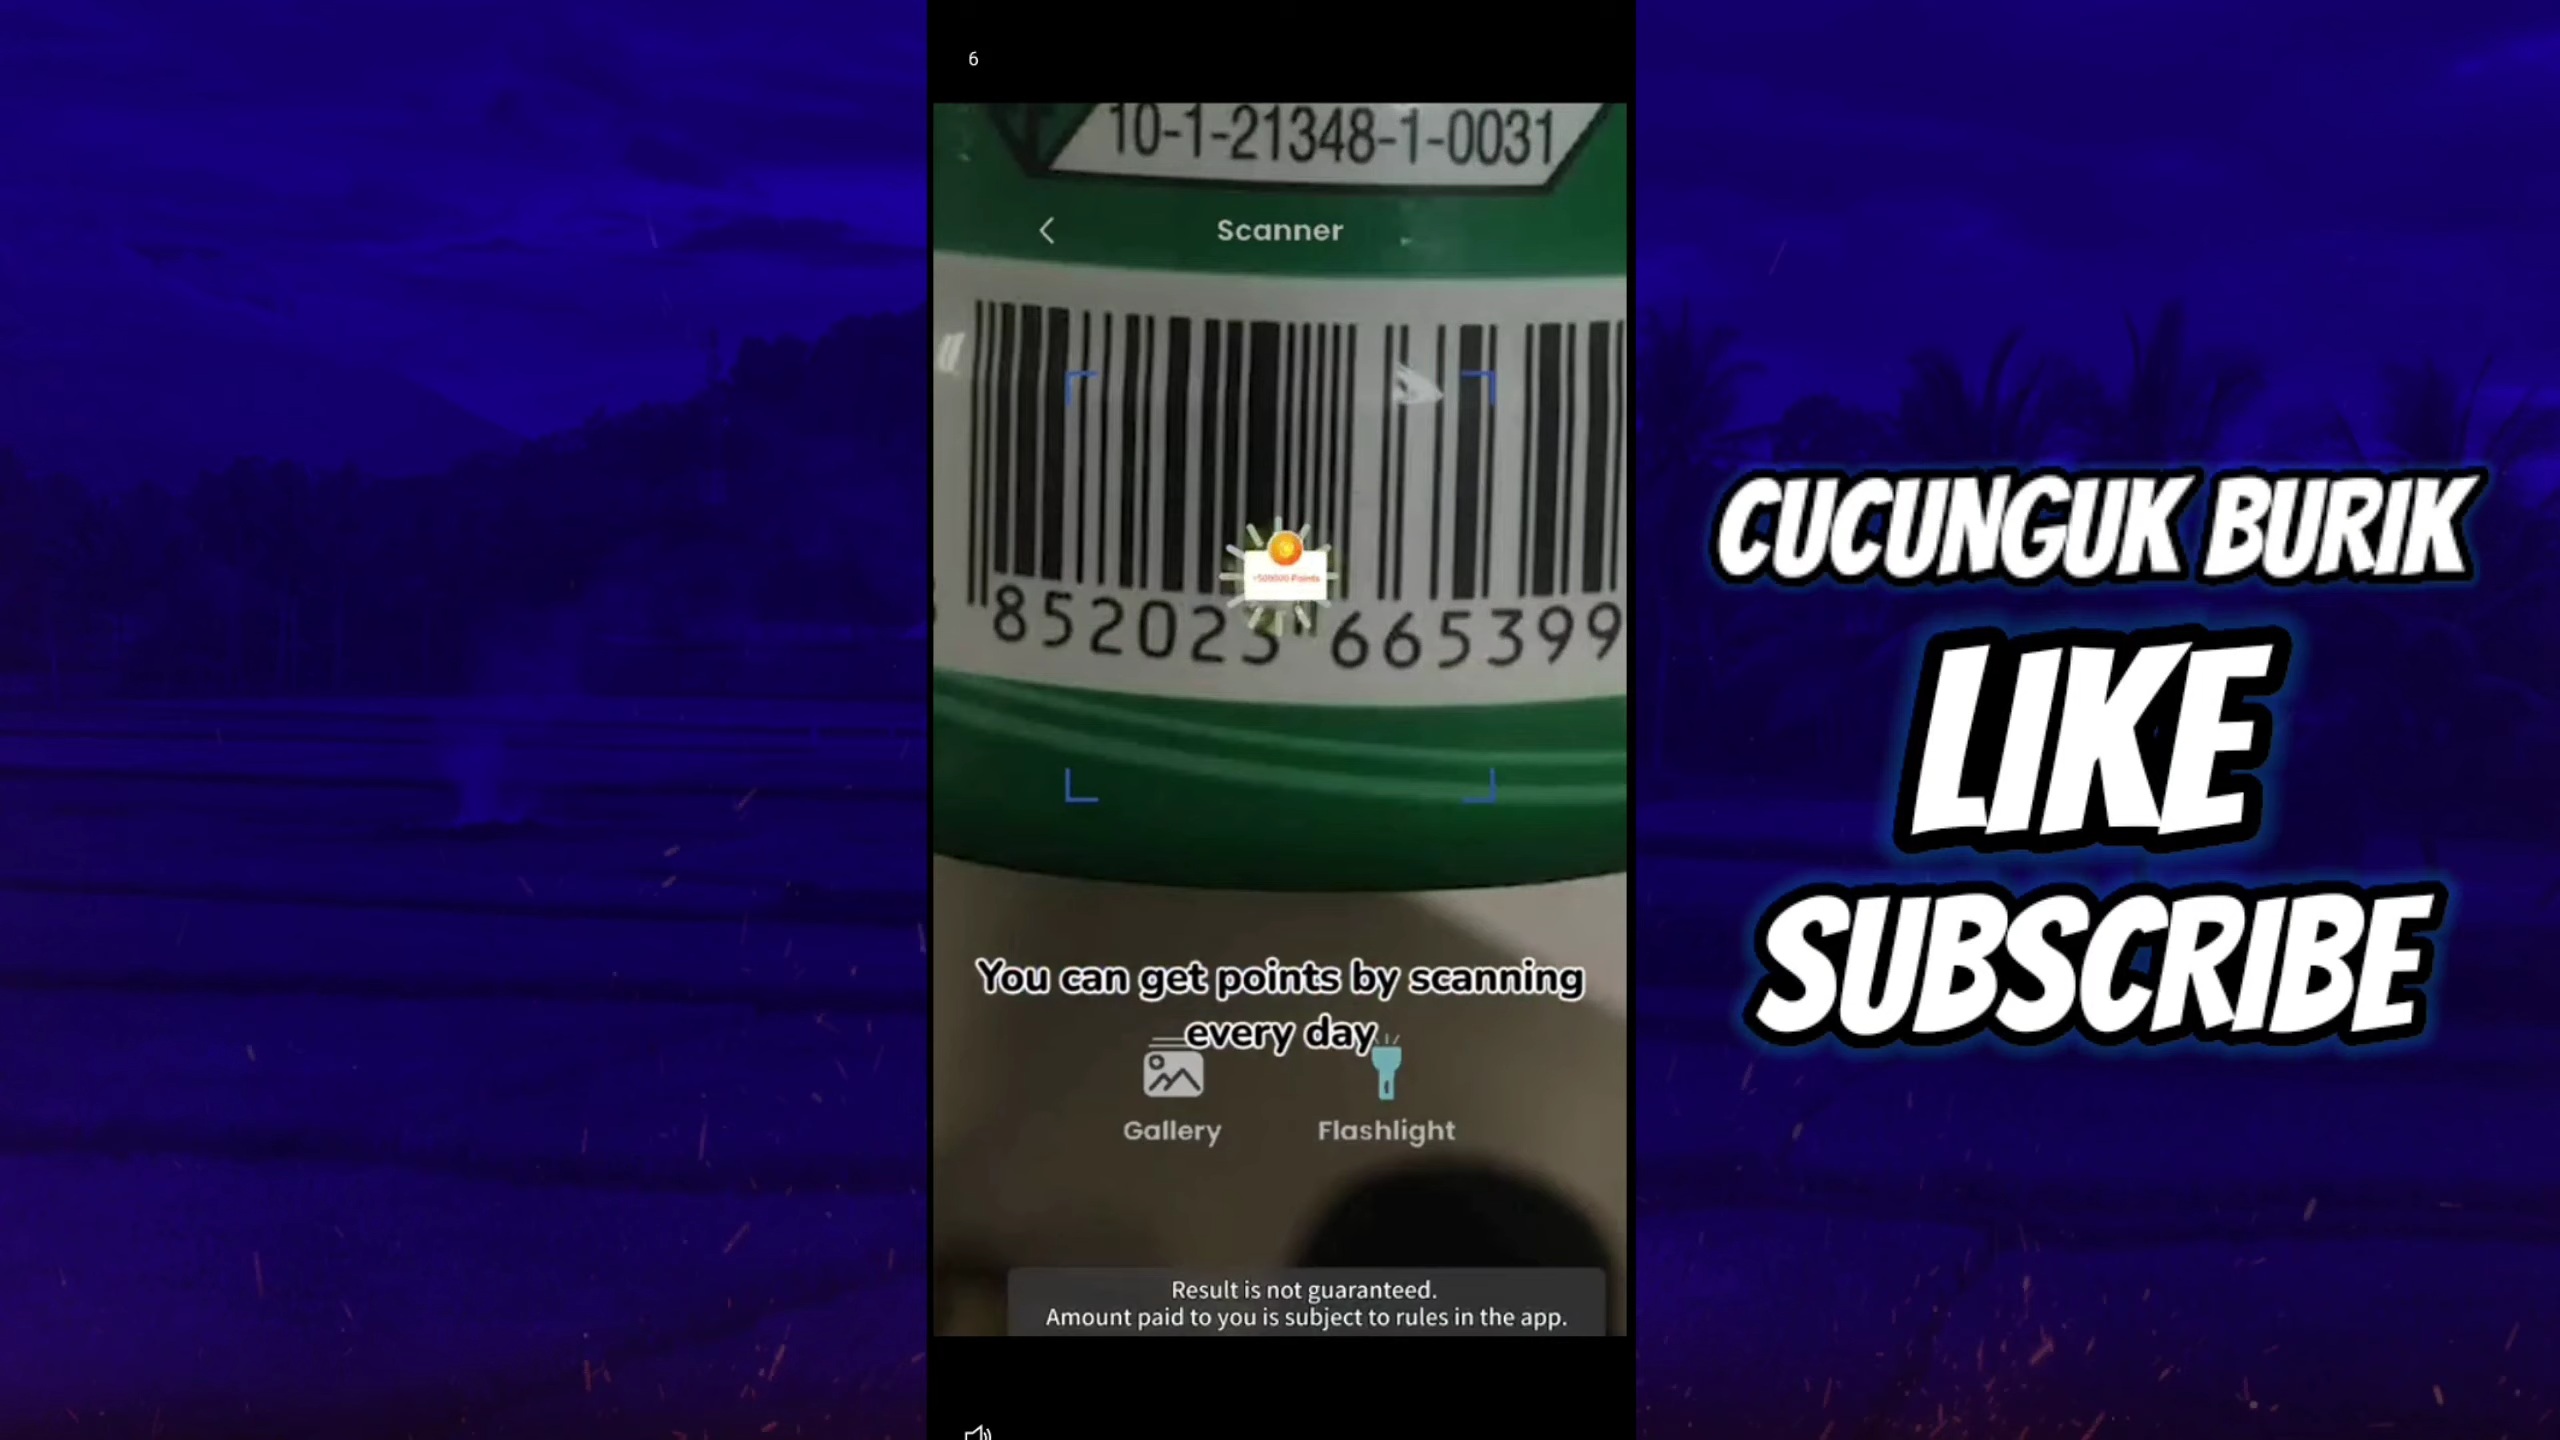 6
10-1-21348-1-0031
Scanner
+500000 Points
852023 665399
You can get points by scanning
every day
Gallery
Flashlight
Result is not guaranteed.
Amount paid to you is subject to rules in the app.
CUCUNGUK BURIK
LIKE
SUBSCRIBE